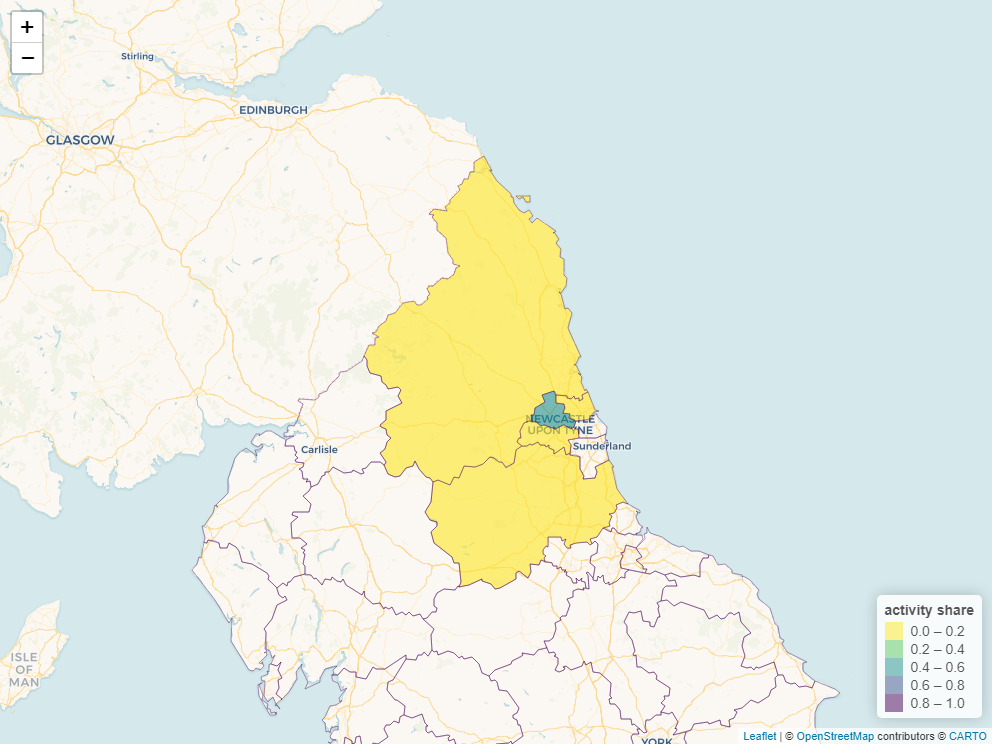 +
−
Stirling
EDINBURGH
GLASGOW
NEWCASTLE
UPON TYNE
Sunderland
Carlisle
ISLE
OF
MAN
YORK
activity share
0.0 – 0.2
0.2 – 0.4
0.4 – 0.6
0.6 – 0.8
0.8 – 1.0
Leaflet | © OpenStreetMap contributors © CARTO